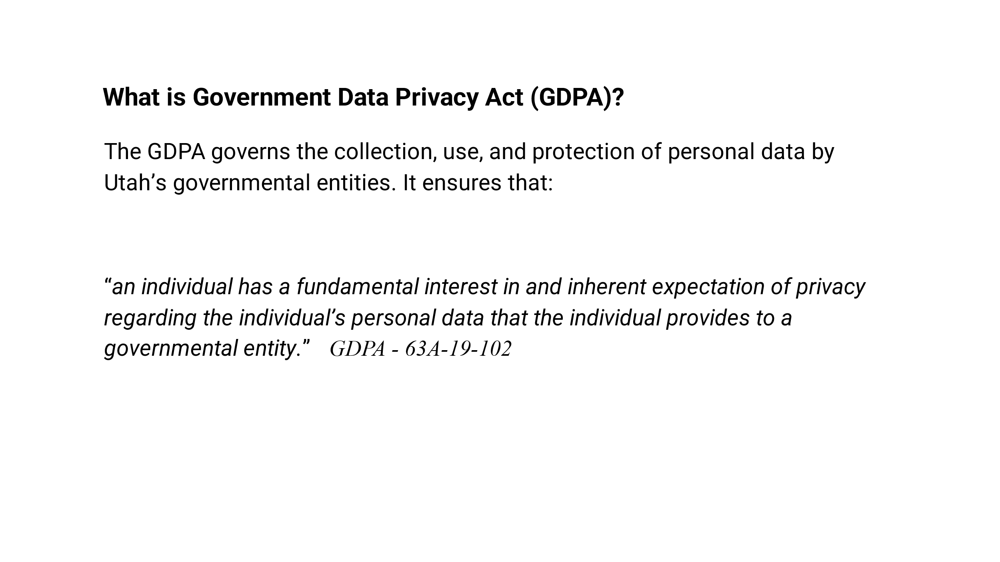 What is Government Data Privacy Act (GDPA)?
The GDPA governs the collection, use, and protection of personal data by
Utah’s governmental entities. It ensures that:
“an individual has a fundamental interest in and inherent expectation of privacy
regarding the individual’s personal data that the individual provides to a
governmental entity.” GDPA - 63A-19-102